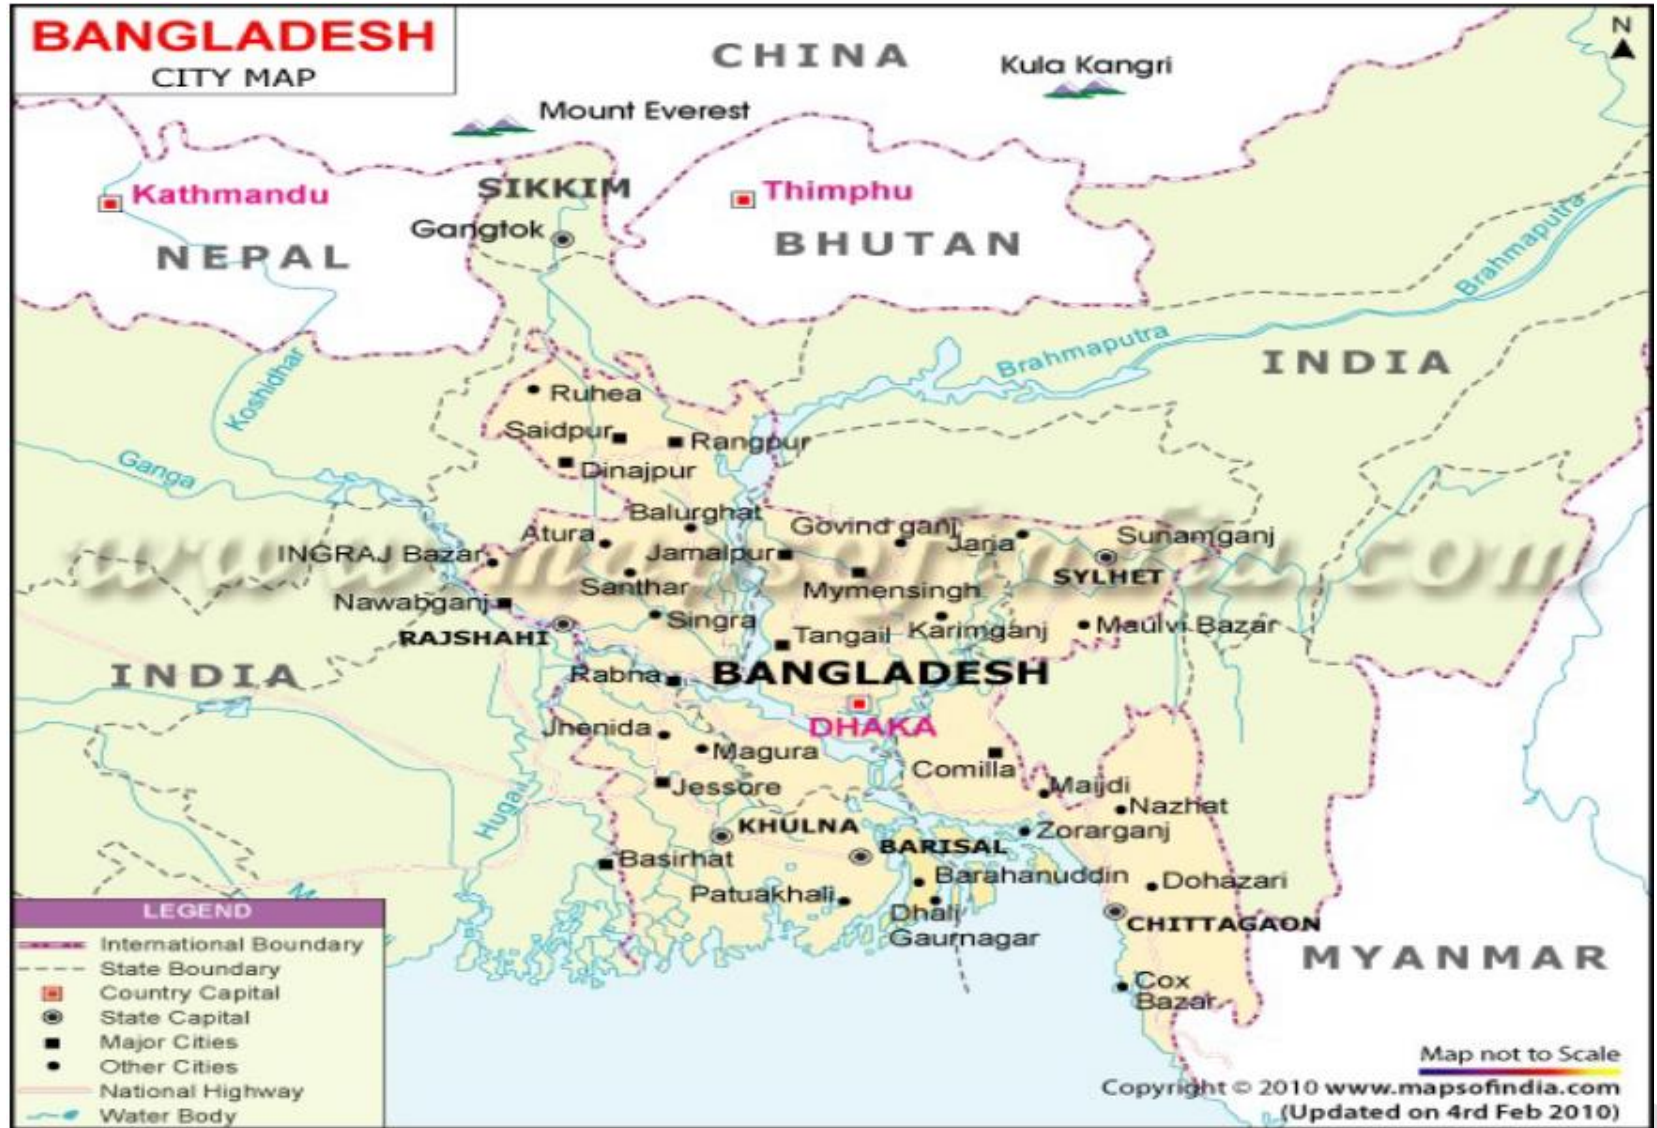 BANGLADESH
CITY MAP
CHINA
Kula Kangri
N
Mount Everest
Kathmandu
SIKKIM
Thimphu
Gangtok
NEPAL
BHUTAN
Brahmaputra
Brahmaputra
INDIA
Koshidhar
Ruhea
Saidpur
Rangpur
Ganga
Dinajpur
Balurghat
Atura
Govind ganj
Jaria
Sunamganj
INGRAJ Bazar
Jamalpur
www.mapsofindia.com
SYLHET
Santhar
Mymensingh
Nawabganj
Singra
Karimganj
Maulvi Bazar
RAJSHAHI
Tangail
INDIA
Rabna
BANGLADESH
Jhenida
DHAKA
Magura
Comilla
Jessore
Maijdi
Hugali
Nazhat
KHULNA
Zorarganj
BARISAL
Basirhat
Barahanuddin
Dohazari
Patuakhali
Dhali
Gaurnagar
CHITTAGAON
MYANMAR
Cox
Bazar
LEGEND
International Boundary
State Boundary
Country Capital
State Capital
Major Cities
Other Cities
National Highway
Water Body
Map not to Scale
Copyright © 2010 www.mapsofindia.com
(Updated on 4rd Feb 2010)